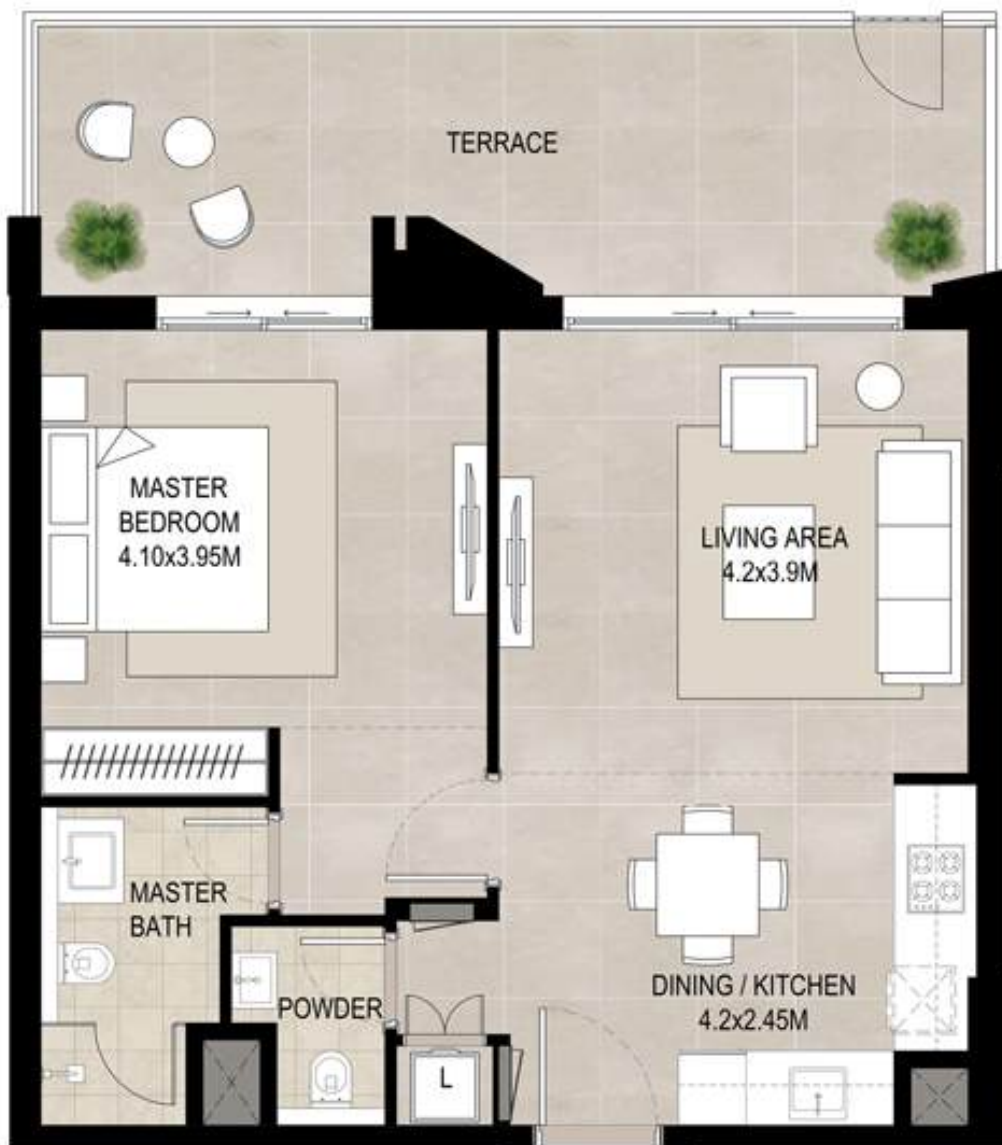 TERRACE
MASTER
BEDROOM
4.10x3.95M
LIVING AREA
4.2x3.9M
MASTER
BATH
POWDER
DINING / KITCHEN
4.2x2.45M
L